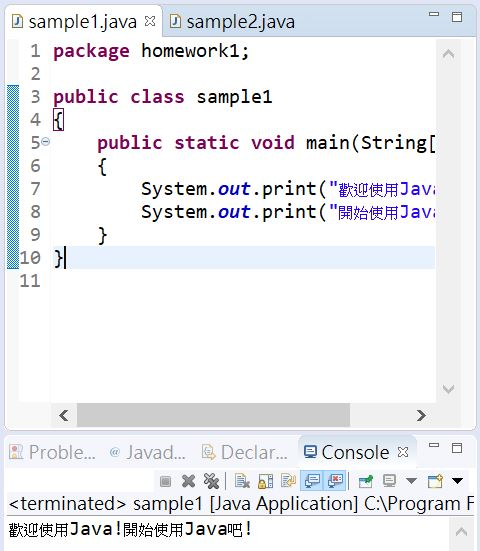 sample1.java sample2.java
1 package homework1;
2
3 public class sample1
4 {
5 public static void main(String[
6 {
7 System.out.print("歡迎使用Java
8 System.out.print("開始使用Java
9 }
10 }
11
Proble... @ Javad... Declar... Console
<terminated> sample1 [Java Application] C:\Program F
歡迎使用Java!開始使用Java吧!